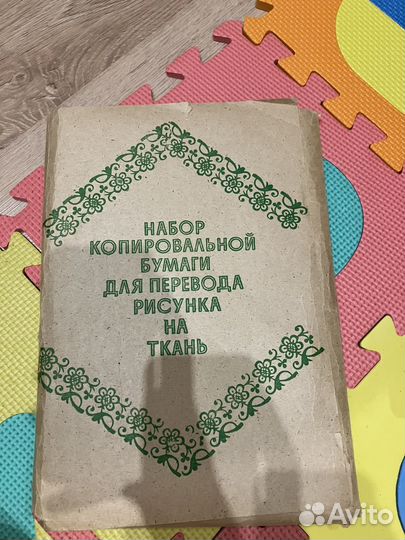 НАБОР
КОПИРОВАЛЬНОЙ
БУМАГИ
ДЛЯ ПЕРЕВОДА
РИСУНКА
НА
ТКАНЬ
Avito